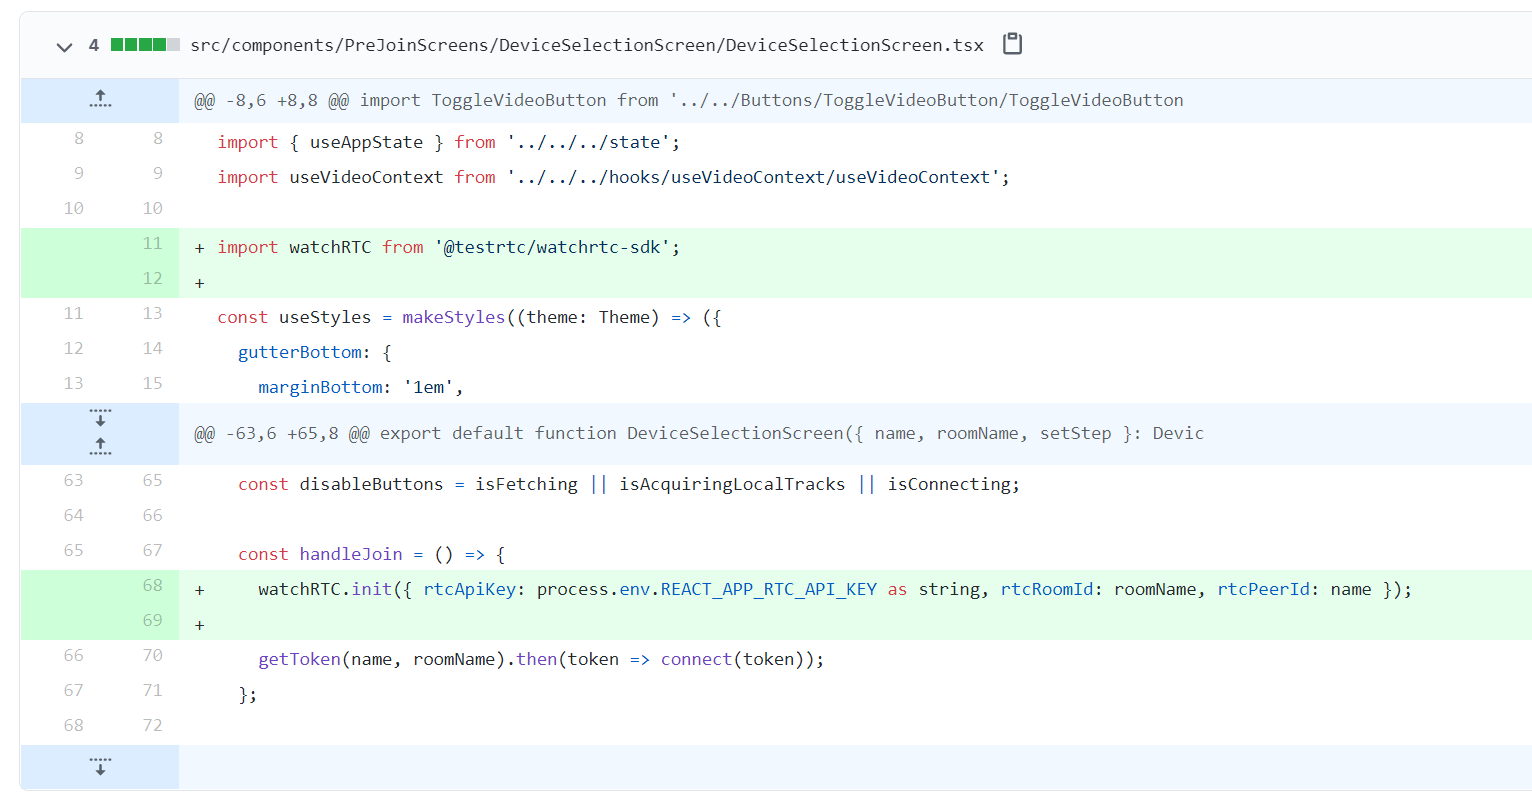 4 src/components/PreJoinScreens/DeviceSelectionScreen/DeviceSelectionScreen.tsx
@@ -8,6 +8,8 @@ import ToggleVideoButton from '../../Buttons/ToggleVideoButton/ToggleVideoButton
8 8 import { useAppState } from '../../../state';
9 9 import useVideoContext from '../../../hooks/useVideoContext/useVideoContext';
10 10
11 + import watchRTC from '@testrtc/watchrtc-sdk';
12 +
11 13 const useStyles = makeStyles((theme: Theme) => ({
12 14 gutterBottom: {
13 15 marginBottom: '1em',
@@ -63,6 +65,8 @@ export default function DeviceSelectionScreen({ name, roomName, setStep }: Devic
63 65 const disableButtons = isFetching || isAcquiringLocalTracks || isConnecting;
64 66
65 67 const handleJoin = () => {
68 + watchRTC.init({ rtcApiKey: process.env.REACT_APP_RTC_API_KEY as string, rtcRoomId: roomName, rtcPeerId: name });
69 +
66 70 getToken(name, roomName).then(token => connect(token));
67 71 };
68 72